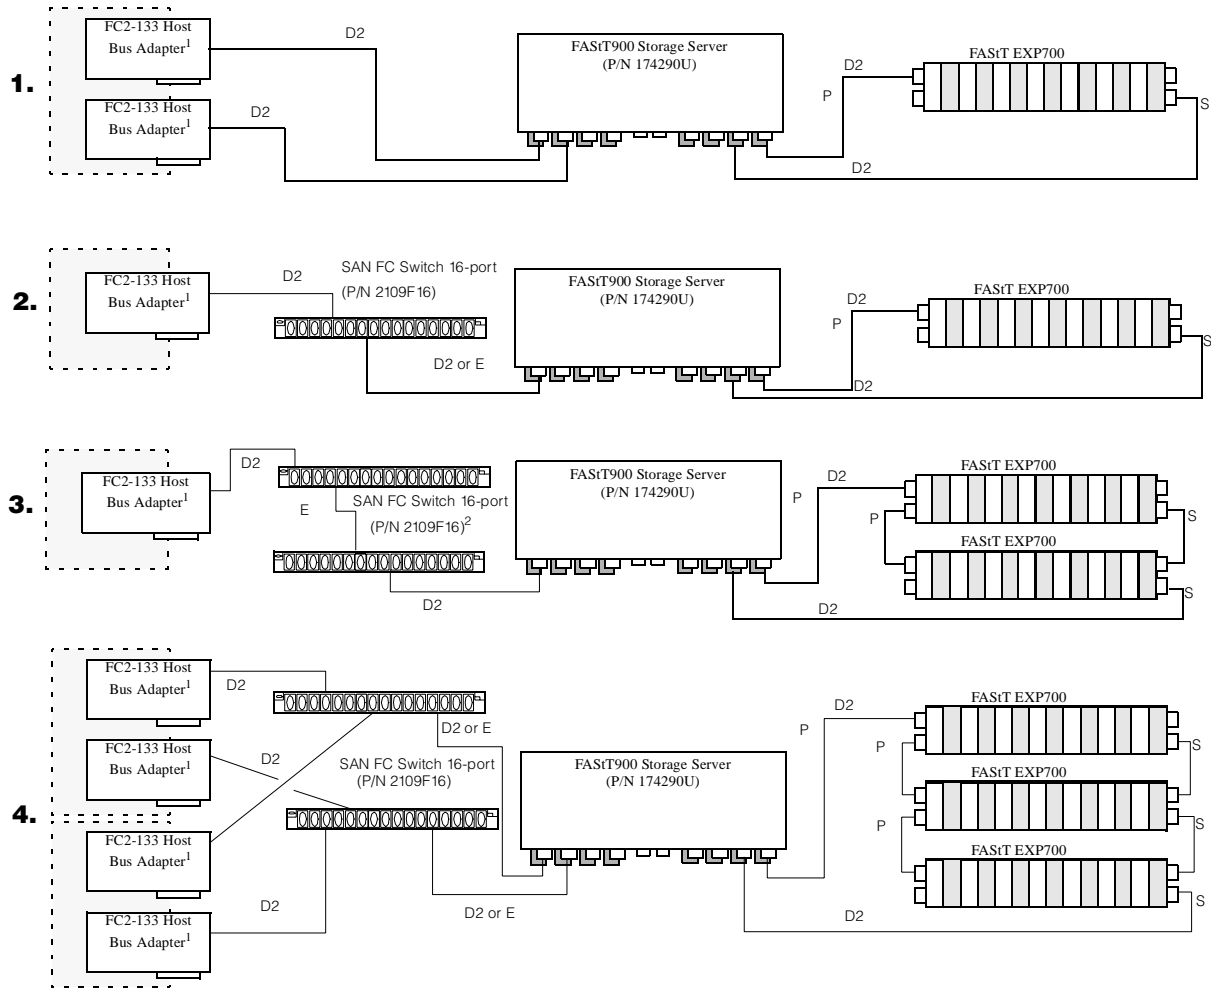 1.
FC2-133 Host
Bus Adapter1
FC2-133 Host
Bus Adapter1
D2
D2
FAStT900 Storage Server
(P/N 174290U)
D2
P
FAStT EXP700
S
D2
2.
FC2-133 Host
Bus Adapter1
D2
SAN FC Switch 16-port
(P/N 2109F16)
D2 or E
FAStT900 Storage Server
(P/N 174290U)
D2
P
FAStT EXP700
S
D2
3.
FC2-133 Host
Bus Adapter1
D2
E
SAN FC Switch 16-port
(P/N 2109F16)2
D2
FAStT900 Storage Server
(P/N 174290U)
D2
P
FAStT EXP700
P
S
FAStT EXP700
S
D2
4.
FC2-133 Host
Bus Adapter1
FC2-133 Host
Bus Adapter1
FC2-133 Host
Bus Adapter1
FC2-133 Host
Bus Adapter1
D2
D2
D2 or E
SAN FC Switch 16-port
(P/N 2109F16)
D2
D2 or E
FAStT900 Storage Server
(P/N 174290U)
D2
P
FAStT EXP700
P
S
FAStT EXP700
P
S
FAStT EXP700
S
D2